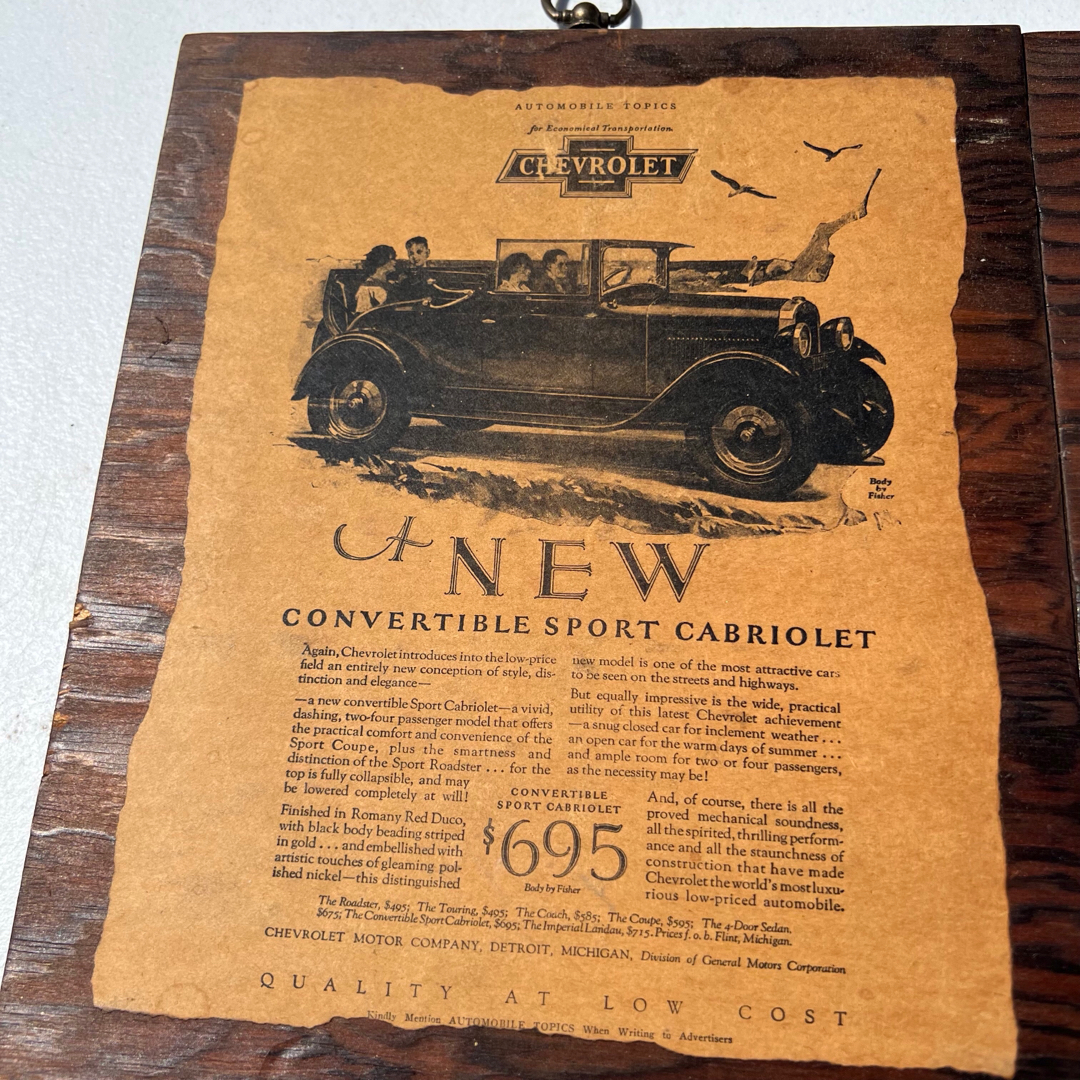 AUTOMOBILE TOPICS
for Economical Transportation
CHEVROLET
Body
by
Fisher
A NEW
CONVERTIBLE SPORT CABRIOLET
Again, Chevrolet introduces into the low-price
field an entirely new conception of style, dis-
tinction and elegance—
—a new convertible Sport Cabriolet—a vivid,
dashing, two-four passenger model that offers
the practical comfort and convenience of the
Sport Coupe, plus the smartness and
distinction of the Sport Roadster . . . for the
top is fully collapsible, and may
be lowered completely at will!
Finished in Romany Red Duco,
with black body beading striped
in gold . . . and embellished with
artistic touches of gleaming pol-
ished nickel—this distinguished
new model is one of the most attractive cars
to be seen on the streets and highways.
But equally impressive is the wide, practical
utility of this latest Chevrolet achievement
—a snug closed car for inclement weather . . .
an open car for the warm days of summer . . .
and ample room for two or four passengers,
as the necessity may be!
And, of course, there is all the
proved mechanical soundness,
all the spirited, thrilling perform-
ance and all the staunchness of
construction that have made
Chevrolet the world's most luxu-
rious low-priced automobile.
CONVERTIBLE
SPORT CABRIOLET
$695
Body by Fisher
The Roadster, $495; The Touring, $495; The Coach, $585; The Coupe, $595; The 4-Door Sedan,
$675; The Convertible Sport Cabriolet, $695; The Imperial Landau, $715. Prices f. o. b. Flint, Michigan.
CHEVROLET MOTOR COMPANY, DETROIT, MICHIGAN, Division of General Motors Corporation
QUALITY AT LOW COST
Kindly Mention AUTOMOBILE TOPICS When Writing to Advertisers